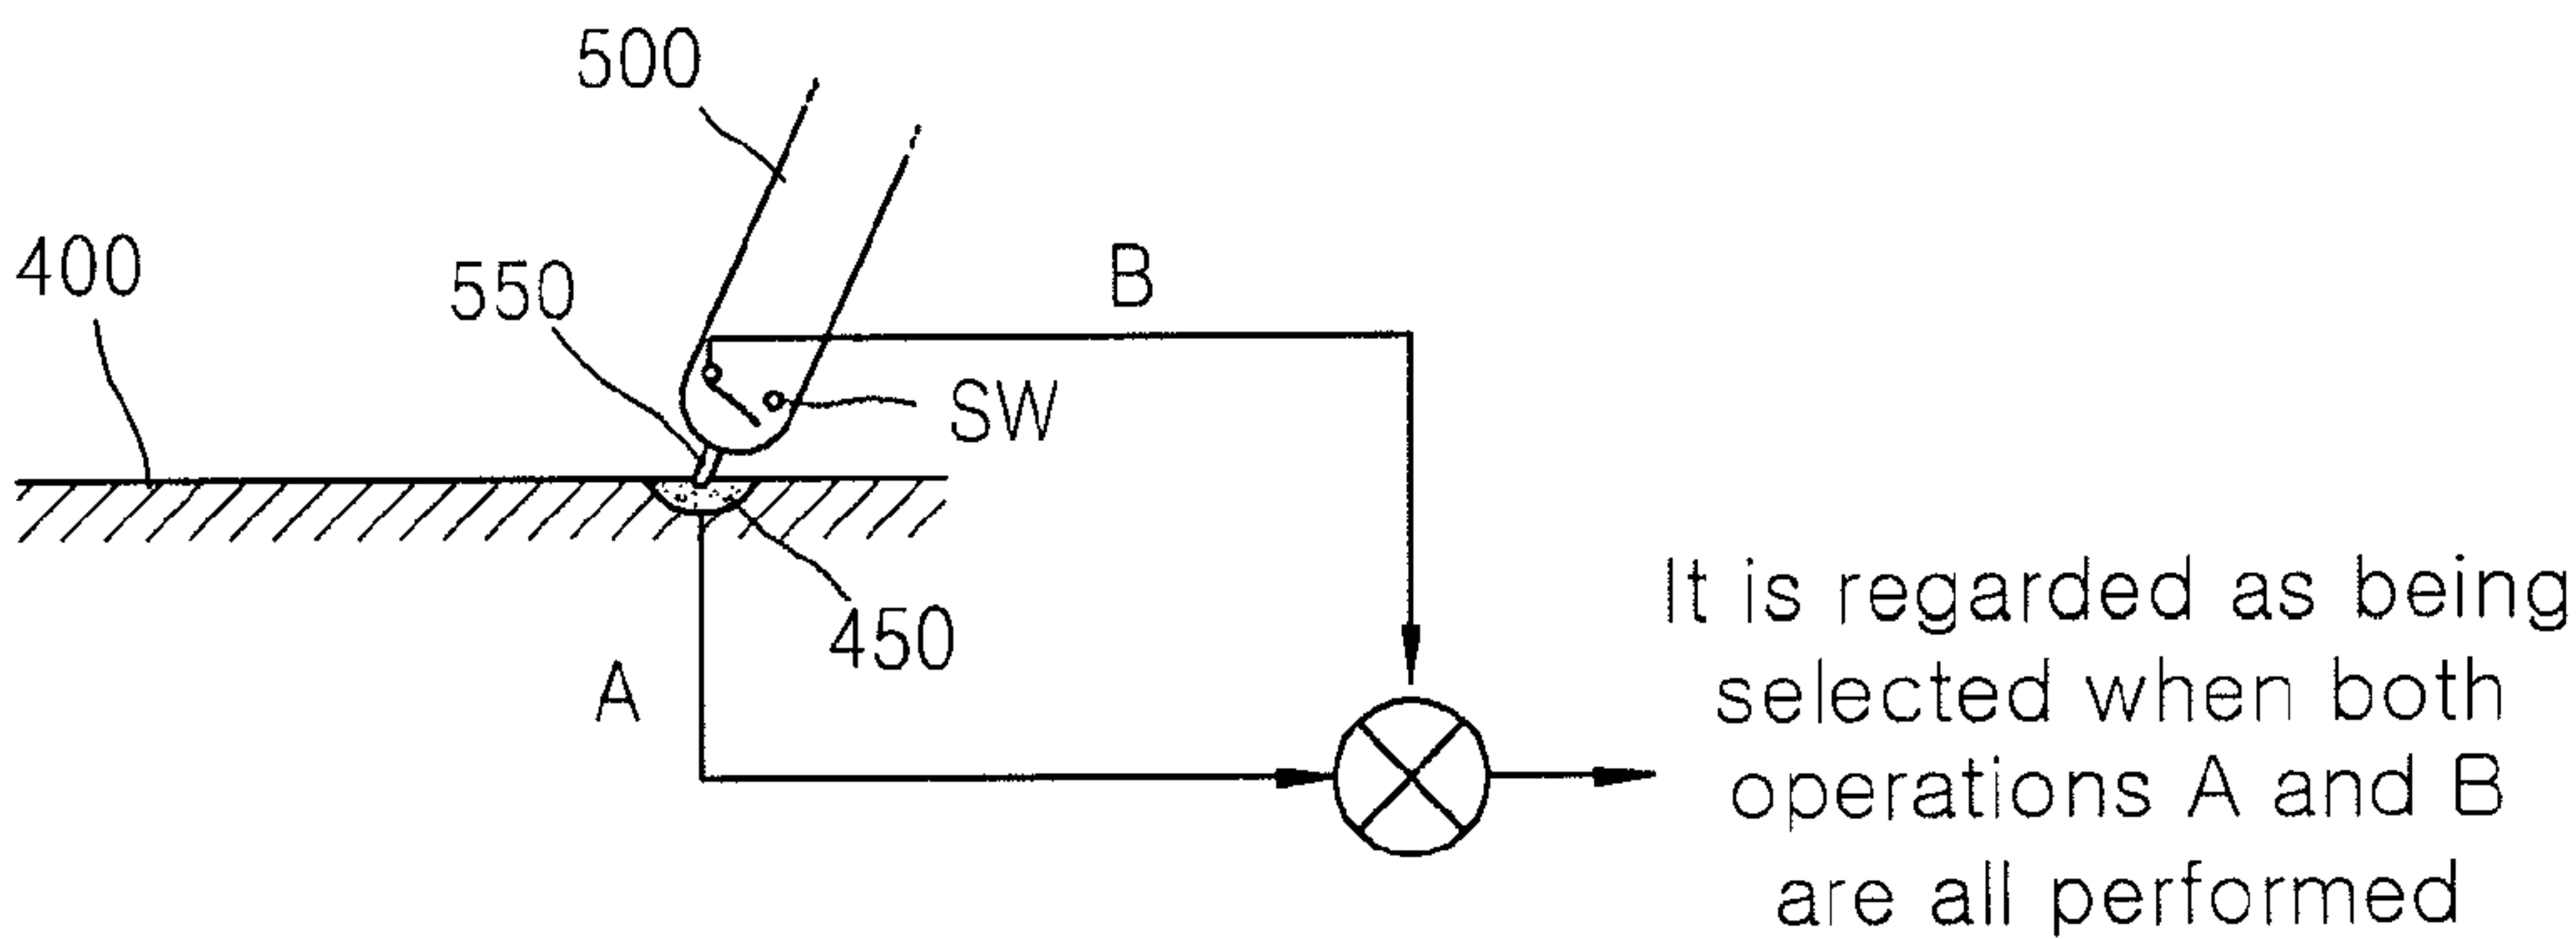 500
400
550
B
SW
450
A
It is regarded as being
selected when both
operations A and B
are all performed